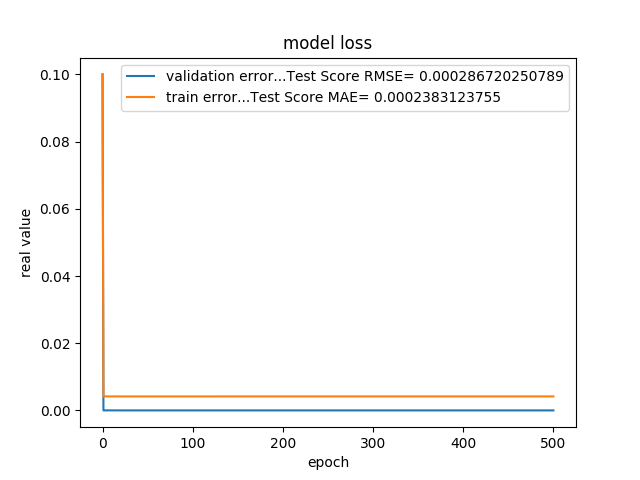 model loss
validation error...Test Score RMSE= 0.000286720250789
train error...Test Score MAE= 0.0002383123755
real value
0.10
0.08
0.06
0.04
0.02
0.00
0 100 200 300 400 500
epoch